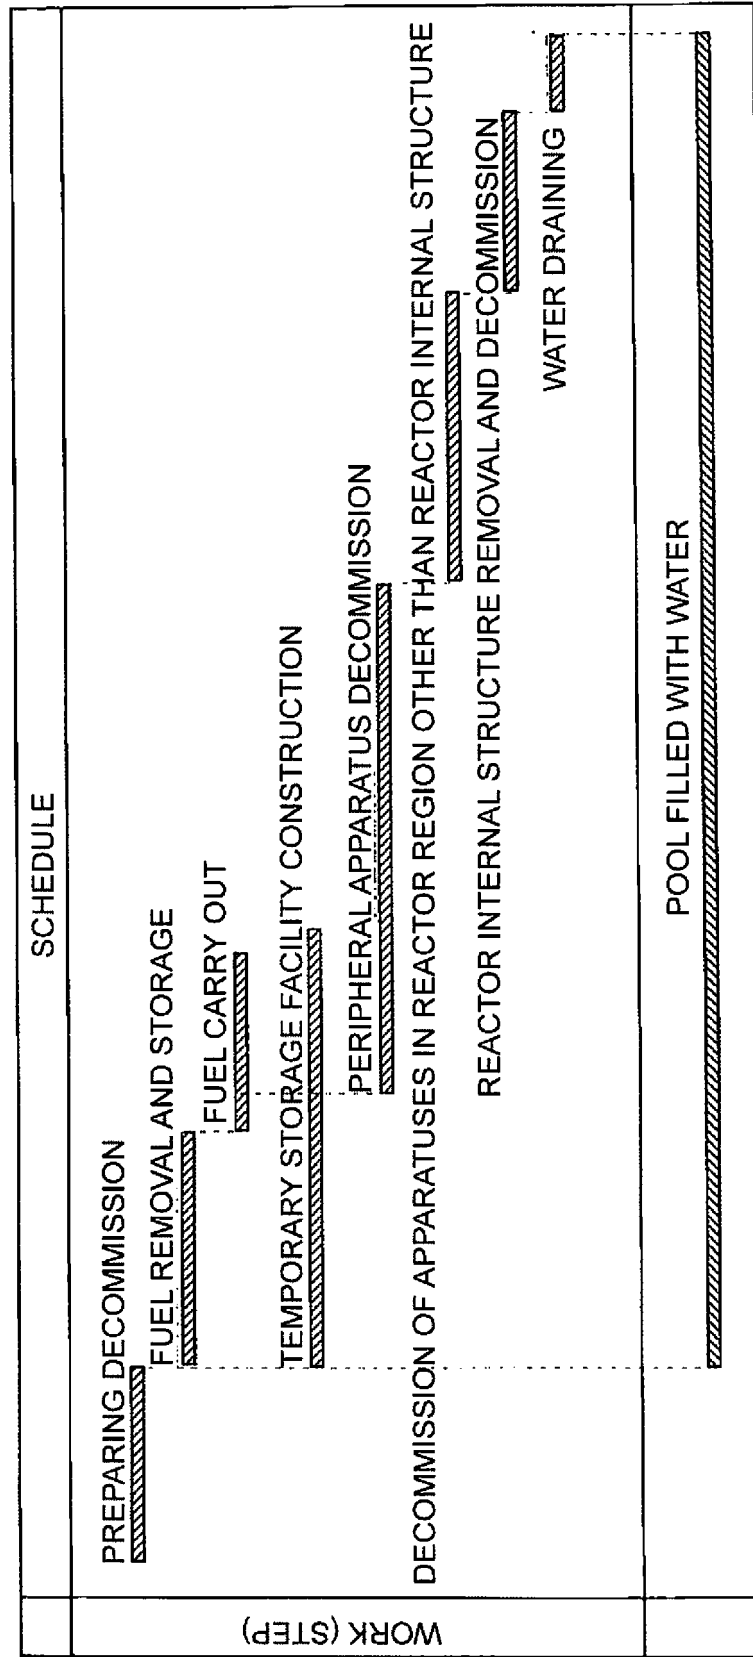 SCHEDULE
WORK (STEP)
PREPARING DECOMMISSION
FUEL REMOVAL AND STORAGE
FUEL CARRY OUT
TEMPORARY STORAGE FACILITY CONSTRUCTION
PERIPHERAL APPARATUS DECOMMISSION
DECOMMISSION OF APPARATUSES IN REACTOR REGION OTHER THAN REACTOR INTERNAL STRUCTURE
REACTOR INTERNAL STRUCTURE REMOVAL AND DECOMMISSION
WATER DRAINING
POOL FILLED WITH WATER